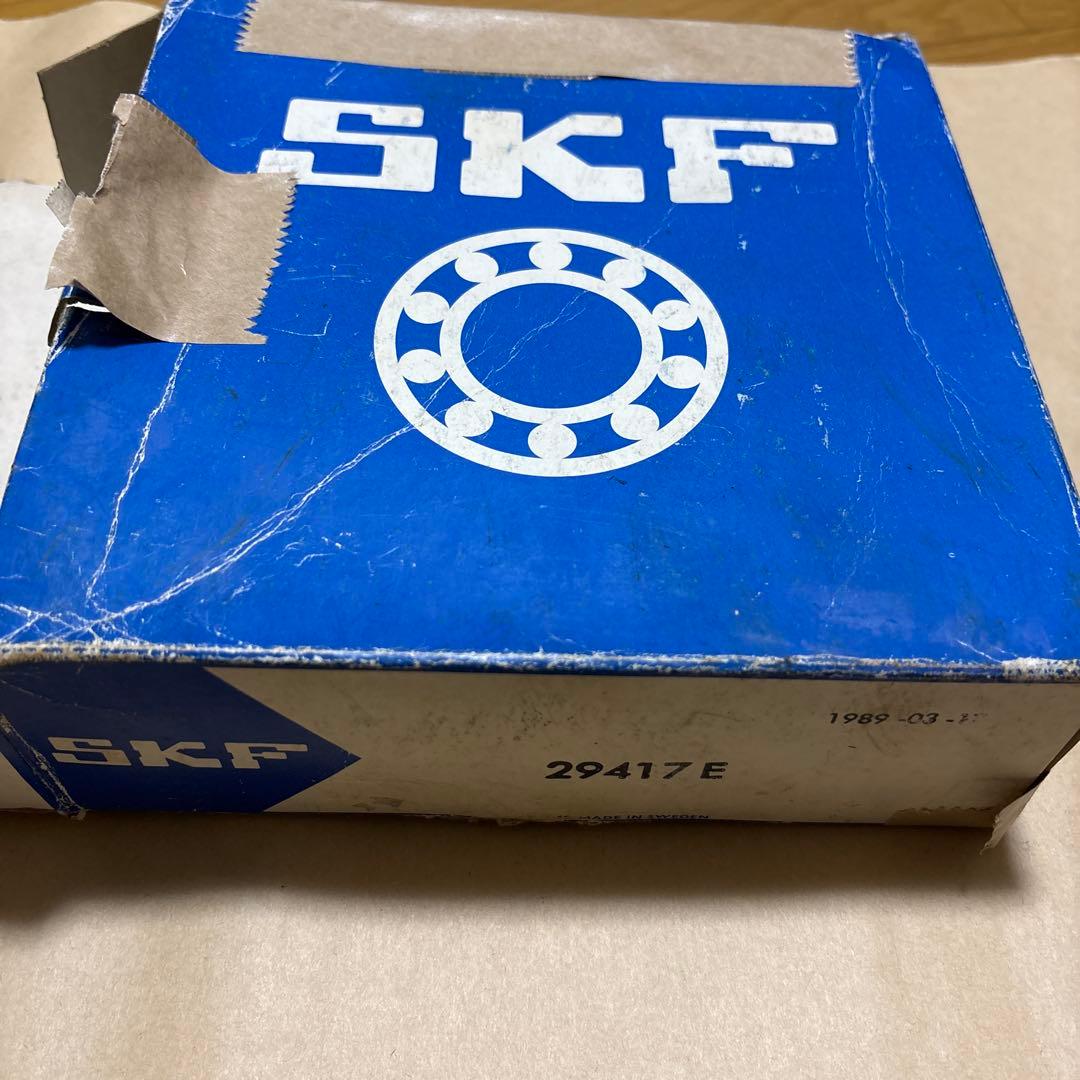 SKF
1989-03-
SKF
29417 E
MADE IN SWEDEN